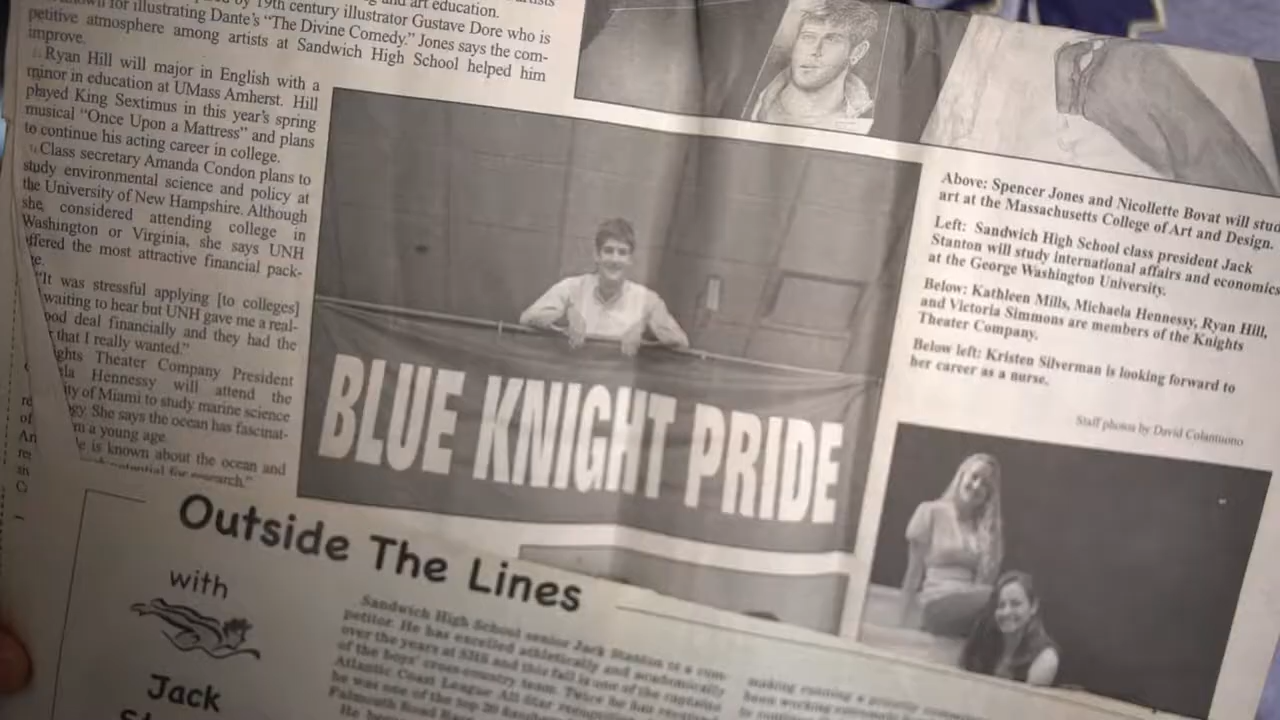 and art education.
by 19th century illustrator Gustave Dore who is
for illustrating Dante's "The Divine Comedy." Jones says the com-
petitive atmosphere among artists at Sandwich High School helped him
improve.
Ryan Hill will major in English with a
minor in education at UMass Amherst. Hill
played King Sextimus in this year's spring
musical "Once Upon a Mattress" and plans
to continue his acting career in college.
Class secretary Amanda Condon plans to
study environmental science and policy at
the University of New Hampshire. Although
she considered attending college in
Washington or Virginia, she says UNH
offered the most attractive financial pack-
"It was stressful applying [to colleges]
waiting to hear but UNH gave me a real-
deal financially and they had the
that I really wanted."
Theater Company President
Hennessy will attend the
of Miami to study marine science
She says the ocean has fascinat-
a young age.
is known about the ocean and
potential for research."
BLUE KNIGHT PRIDE
Above: Spencer Jones and Nicollette Bovat will
art at the Massachusetts College of Art and Design.
Left: Sandwich High School class president Jack
Stanton will study international affairs and economics
at the George Washington University.
Below: Kathleen Mills, Michaela Hennessy, Ryan Hill,
and Victoria Simmons are members of the Knights
Theater Company.
Below left: Kristen Silverman is looking forward to
her career as a nurse.
Staff photos by David Colantuono
Outside The Lines
with
Jack
Sandwich High School senior Jack Stanton is a com-
petitor. He has excelled athletically and academically
over the years at SHS and this fall is one of the captains
of the boys' cross-country team. Twice he has received
Atlantic Coast League All Star
he was one of the top 20
Falmouth Road
He
making running a
been working